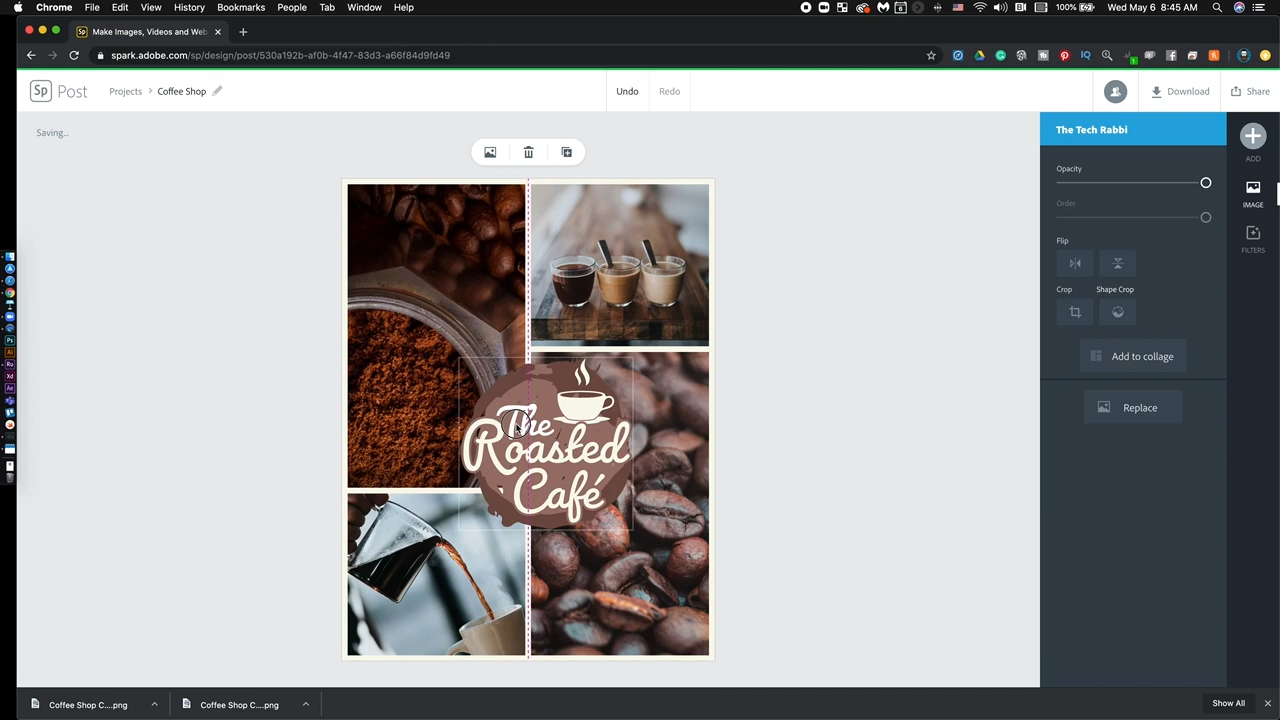 Chrome File Edit View History Bookmarks People Tab Window Help
100% Wed May 6 8:45 AM
Sp Make Images, Videos and Web
spark.adobe.com/sp/design/post/530a192b-af0b-4f47-83d3-a66f84d9fd49
Sp Post Projects > Coffee Shop Undo Redo Download Share
Saving...
The Tech Rabbi
ADD
Opacity
IMAGE
Order
FILTERS
Flip
Crop Shape Crop
Add to collage
Replace
The
Roasted
Café
Coffee Shop C....png
Coffee Shop C....png
Show All